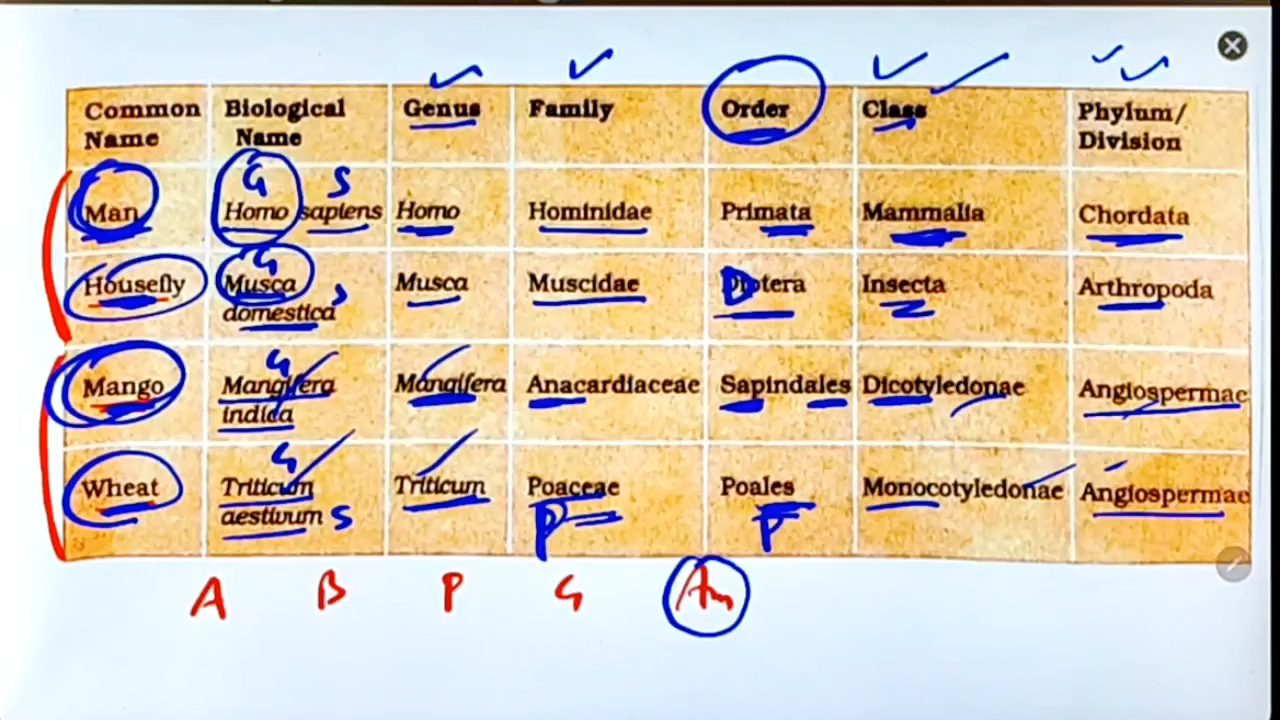 Common Name Biological Name Genus Family Order Class Phylum/ Division
G S
Man Homo sapiens Homo Hominidae Primata Mammalia Chordata
G
Housefly Musca domestica Musca Muscidae Diptera Insecta Arthropoda
S
G
Mango Mangifera indica Mangifera Anacardiaceae Sapindales Dicotyledonae Angiospermae
G
Wheat Triticum aestivum Triticum Poaceae Poales Monocotyledonae Angiospermae
S P P
A B P G An